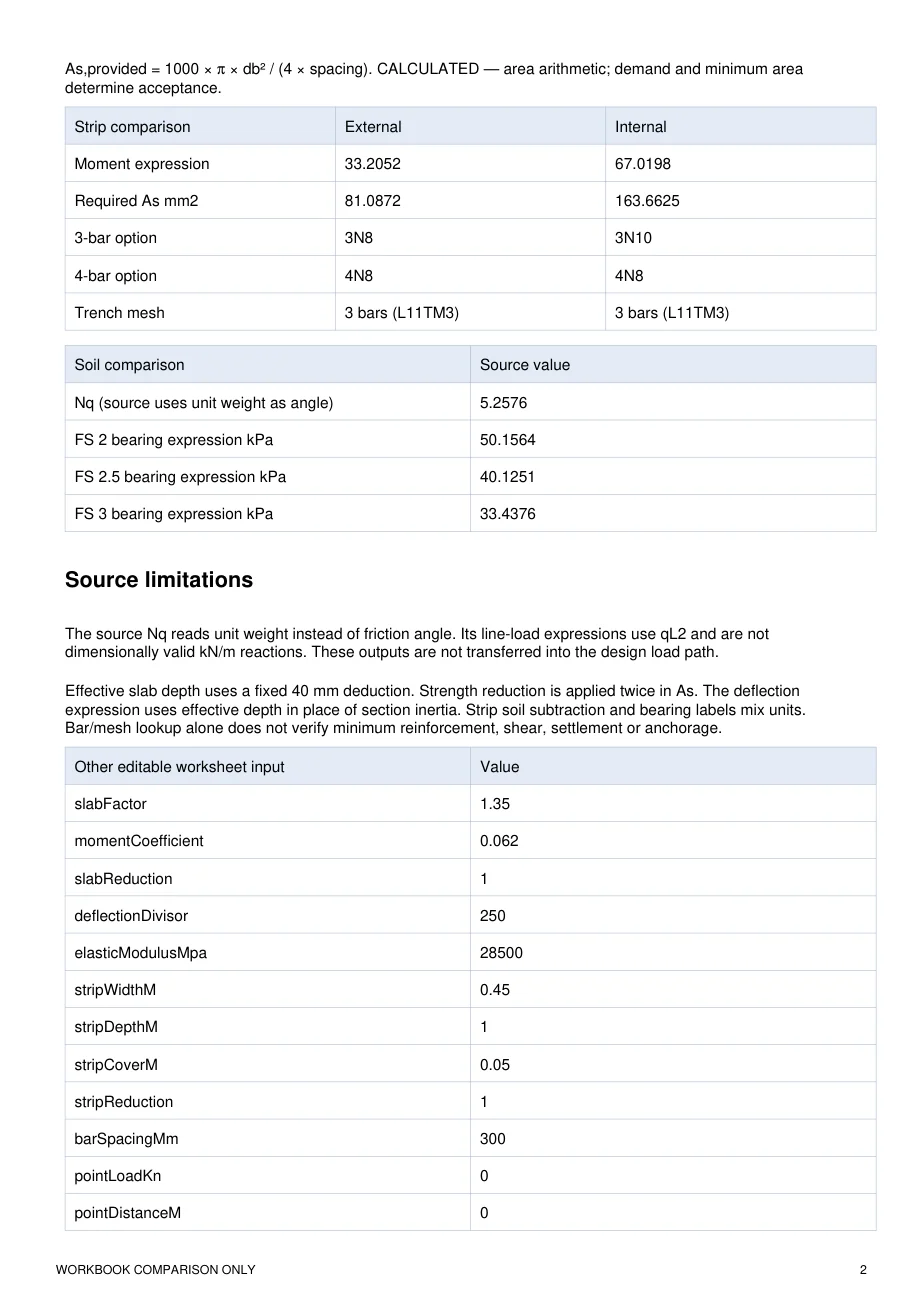 As,provided = 1000 × π × db² / (4 × spacing). CALCULATED — area arithmetic; demand and minimum area
determine acceptance.
Strip comparison External Internal
Moment expression 33.2052 67.0198
Required As mm2 81.0872 163.6625
3-bar option 3N8 3N10
4-bar option 4N8 4N8
Trench mesh 3 bars (L11TM3) 3 bars (L11TM3)
Soil comparison Source value
Nq (source uses unit weight as angle) 5.2576
FS 2 bearing expression kPa 50.1564
FS 2.5 bearing expression kPa 40.1251
FS 3 bearing expression kPa 33.4376
Source limitations
The source Nq reads unit weight instead of friction angle. Its line-load expressions use qL2 and are not
dimensionally valid kN/m reactions. These outputs are not transferred into the design load path.
Effective slab depth uses a fixed 40 mm deduction. Strength reduction is applied twice in As. The deflection
expression uses effective depth in place of section inertia. Strip soil subtraction and bearing labels mix units.
Bar/mesh lookup alone does not verify minimum reinforcement, shear, settlement or anchorage.
Other editable worksheet input Value
slabFactor 1.35
momentCoefficient 0.062
slabReduction 1
deflectionDivisor 250
elasticModulusMpa 28500
stripWidthM 0.45
stripDepthM 1
stripCoverM 0.05
stripReduction 1
barSpacingMm 300
pointLoadKn 0
pointDistanceM 0
WORKBOOK COMPARISON ONLY 2